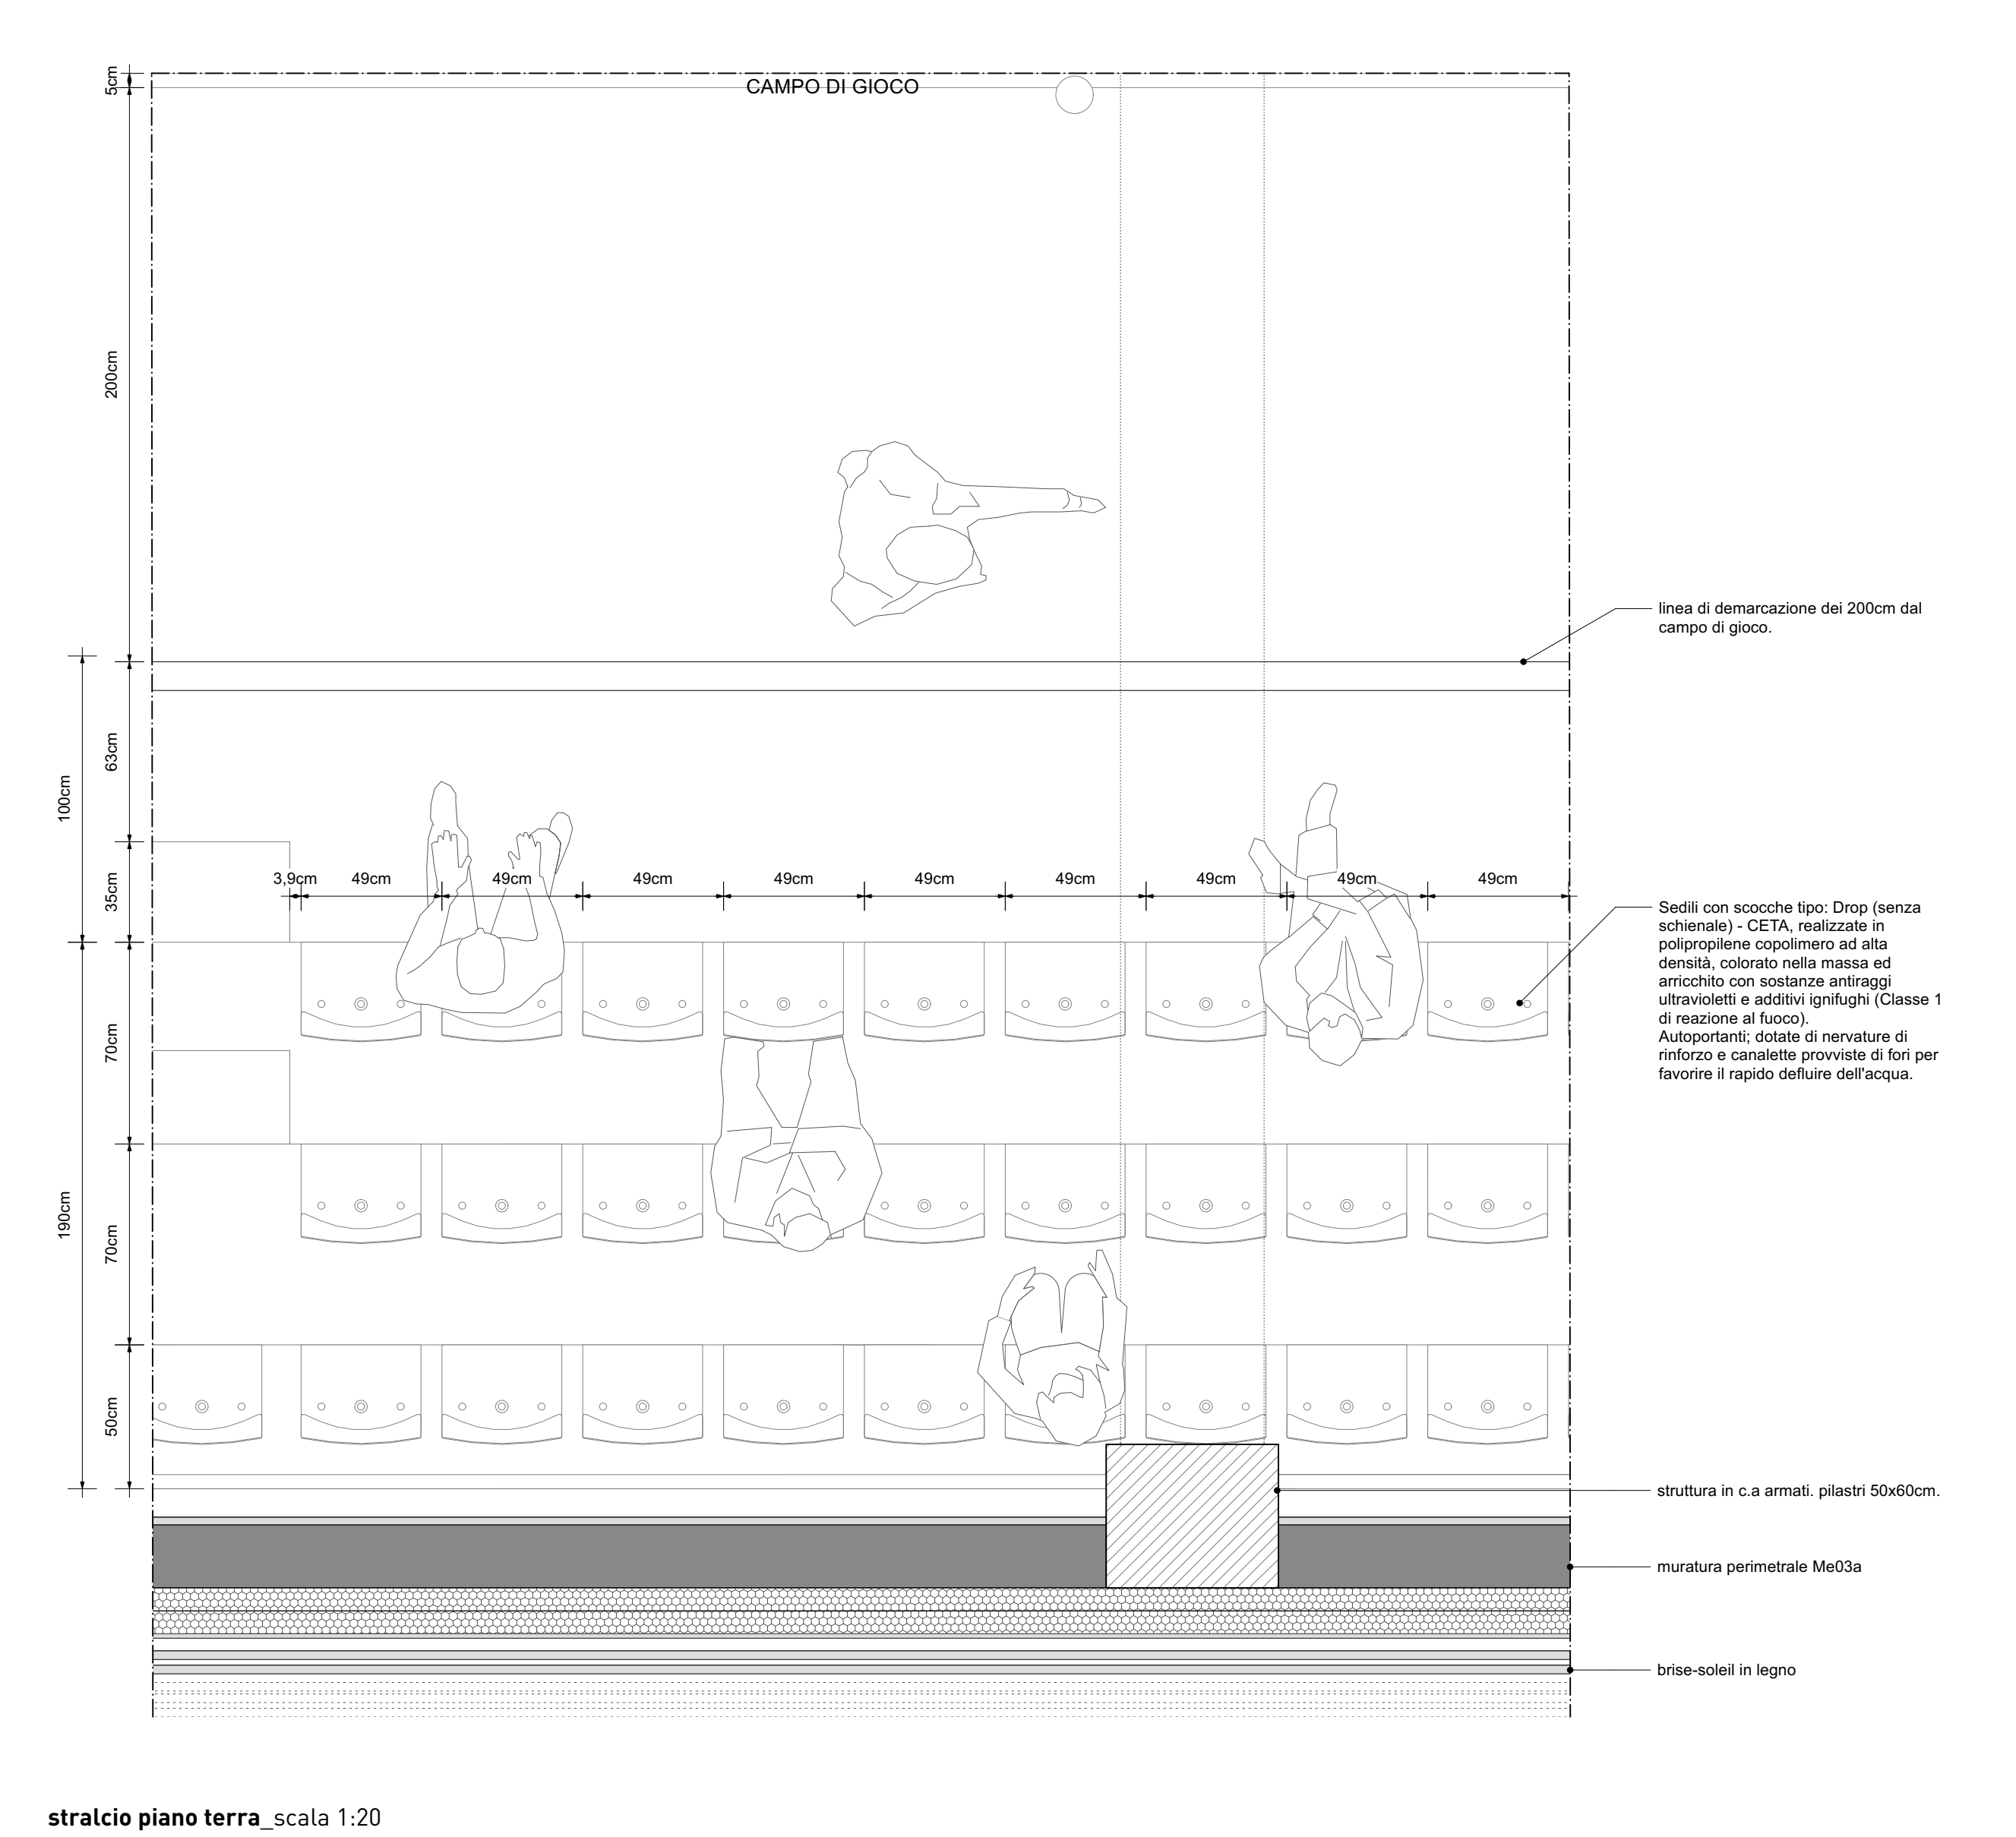 5cm
CAMPO DI GIOCO
200cm
linea di demarcazione dei 200cm dal
campo di gioco.
63cm
100cm
35cm
3,9cm 49cm 49cm 49cm 49cm 49cm 49cm 49cm 49cm 49cm
Sedili con scocche tipo: Drop (senza
schienale) - CETA, realizzate in
polipropilene copolimero ad alta
densità, colorato nella massa ed
arricchito con sostanze antiraggi
ultravioletti e additivi ignifughi (Classe 1
di reazione al fuoco).
Autoportanti; dotate di nervature di
rinforzo e canalette provviste di fori per
favorire il rapido defluire dell'acqua.
70cm
190cm
70cm
50cm
struttura in c.a armati. pilastri 50x60cm.
muratura perimetrale Me03a
brise-soleil in legno
stralcio piano terra_scala 1:20